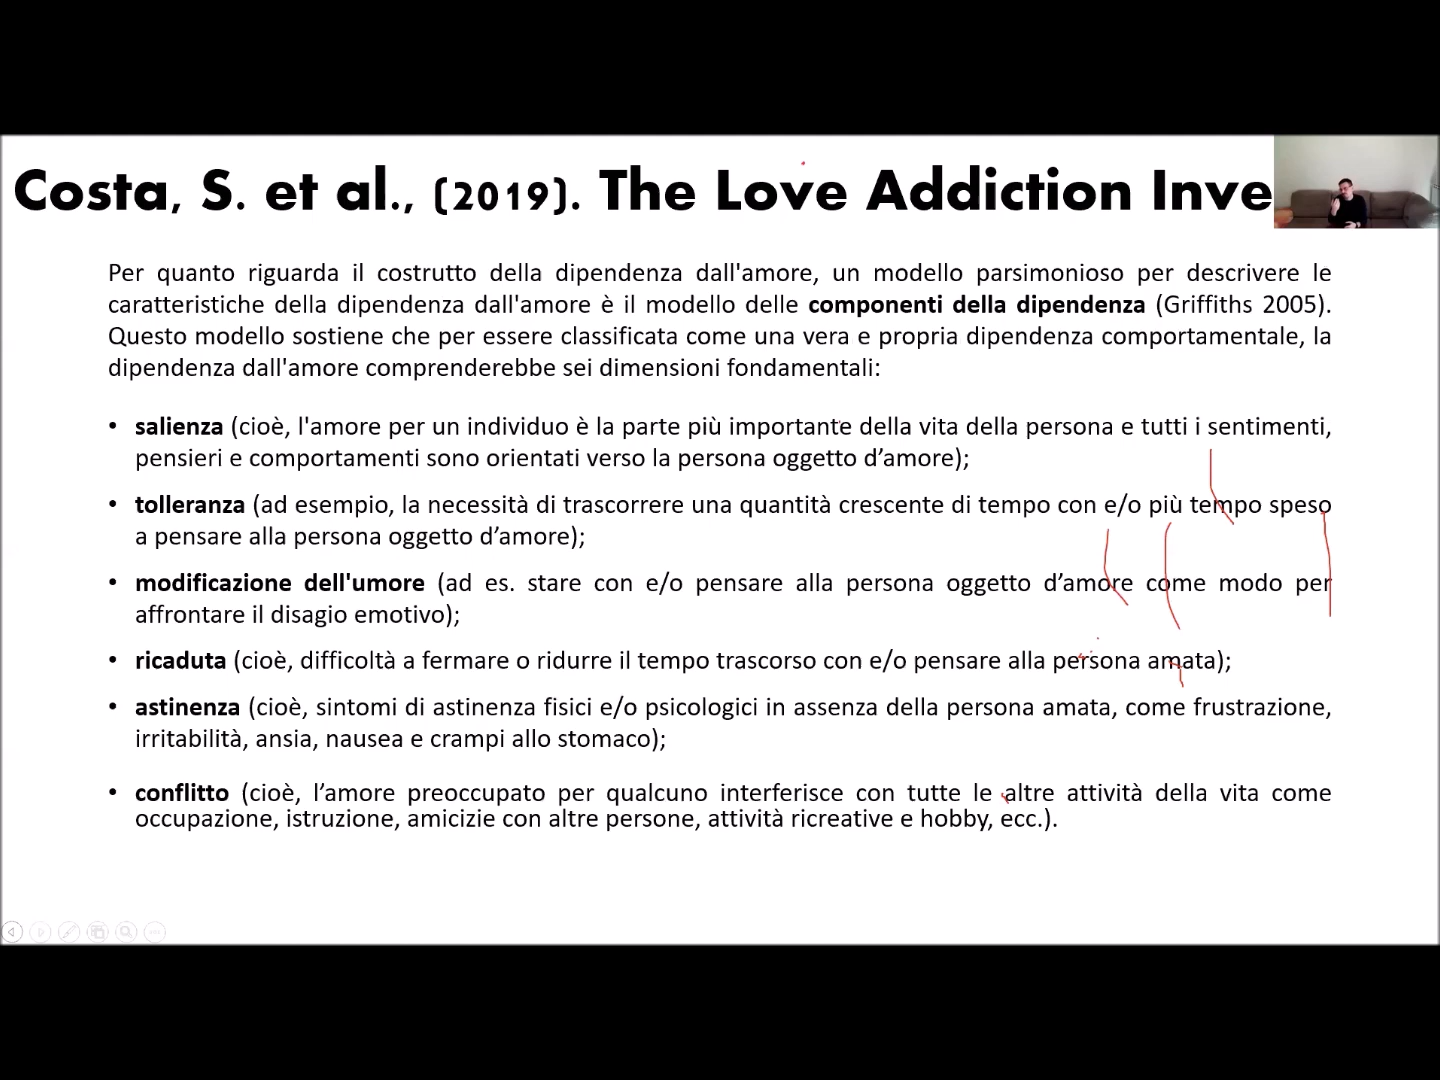 Costa, S. et al., (2019). The Love Addiction Inve
Per quanto riguarda il costrutto della dipendenza dall'amore, un modello parsimonioso per descrivere le
caratteristiche della dipendenza dall'amore è il modello delle componenti della dipendenza (Griffiths 2005).
Questo modello sostiene che per essere classificata come una vera e propria dipendenza comportamentale, la
dipendenza dall'amore comprenderebbe sei dimensioni fondamentali:
• salienza (cioè, l'amore per un individuo è la parte più importante della vita della persona e tutti i sentimenti,
pensieri e comportamenti sono orientati verso la persona oggetto d’amore);
• tolleranza (ad esempio, la necessità di trascorrere una quantità crescente di tempo con e/o più tempo speso
a pensare alla persona oggetto d’amore);
• modificazione dell'umore (ad es. stare con e/o pensare alla persona oggetto d’amore come modo per
affrontare il disagio emotivo);
• ricaduta (cioè, difficoltà a fermare o ridurre il tempo trascorso con e/o pensare alla persona amata);
• astinenza (cioè, sintomi di astinenza fisici e/o psicologici in assenza della persona amata, come frustrazione,
irritabilità, ansia, nausea e crampi allo stomaco);
• conflitto (cioè, l’amore preoccupato per qualcuno interferisce con tutte le altre attività della vita come
occupazione, istruzione, amicizie con altre persone, attività ricreative e hobby, ecc.).